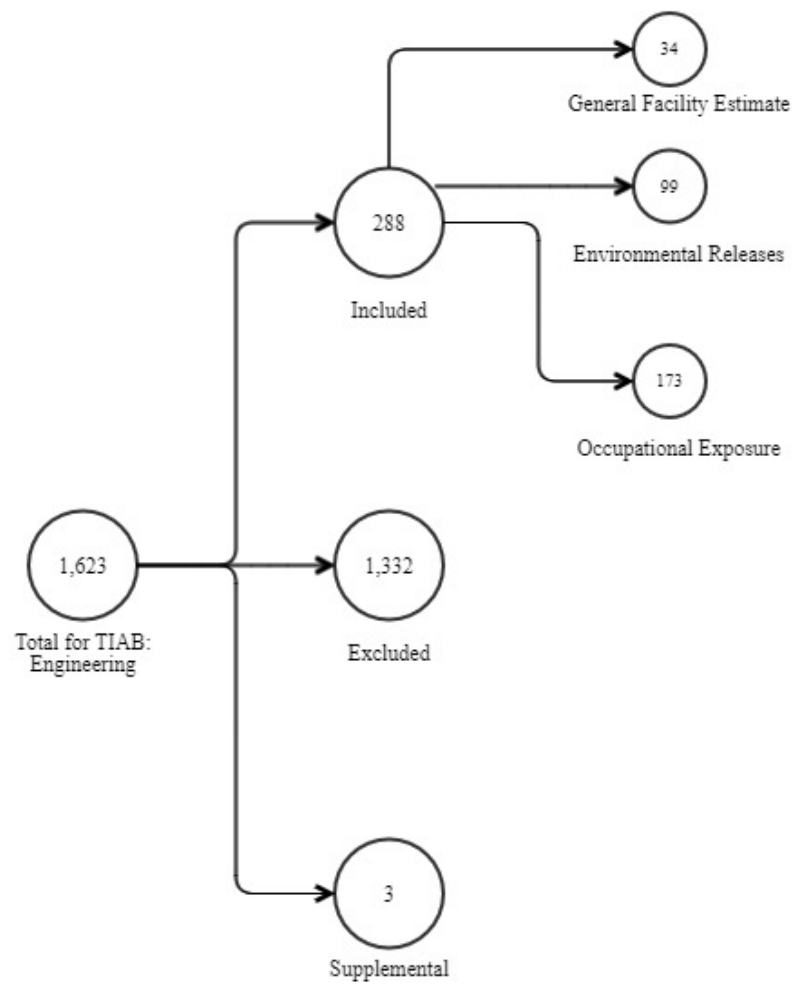 34
General Facility Estimate
99
Environmental Releases
288
Included
173
Occupational Exposure
1,623
Total for TIAB:
Engineering
1,332
Excluded
3
Supplemental